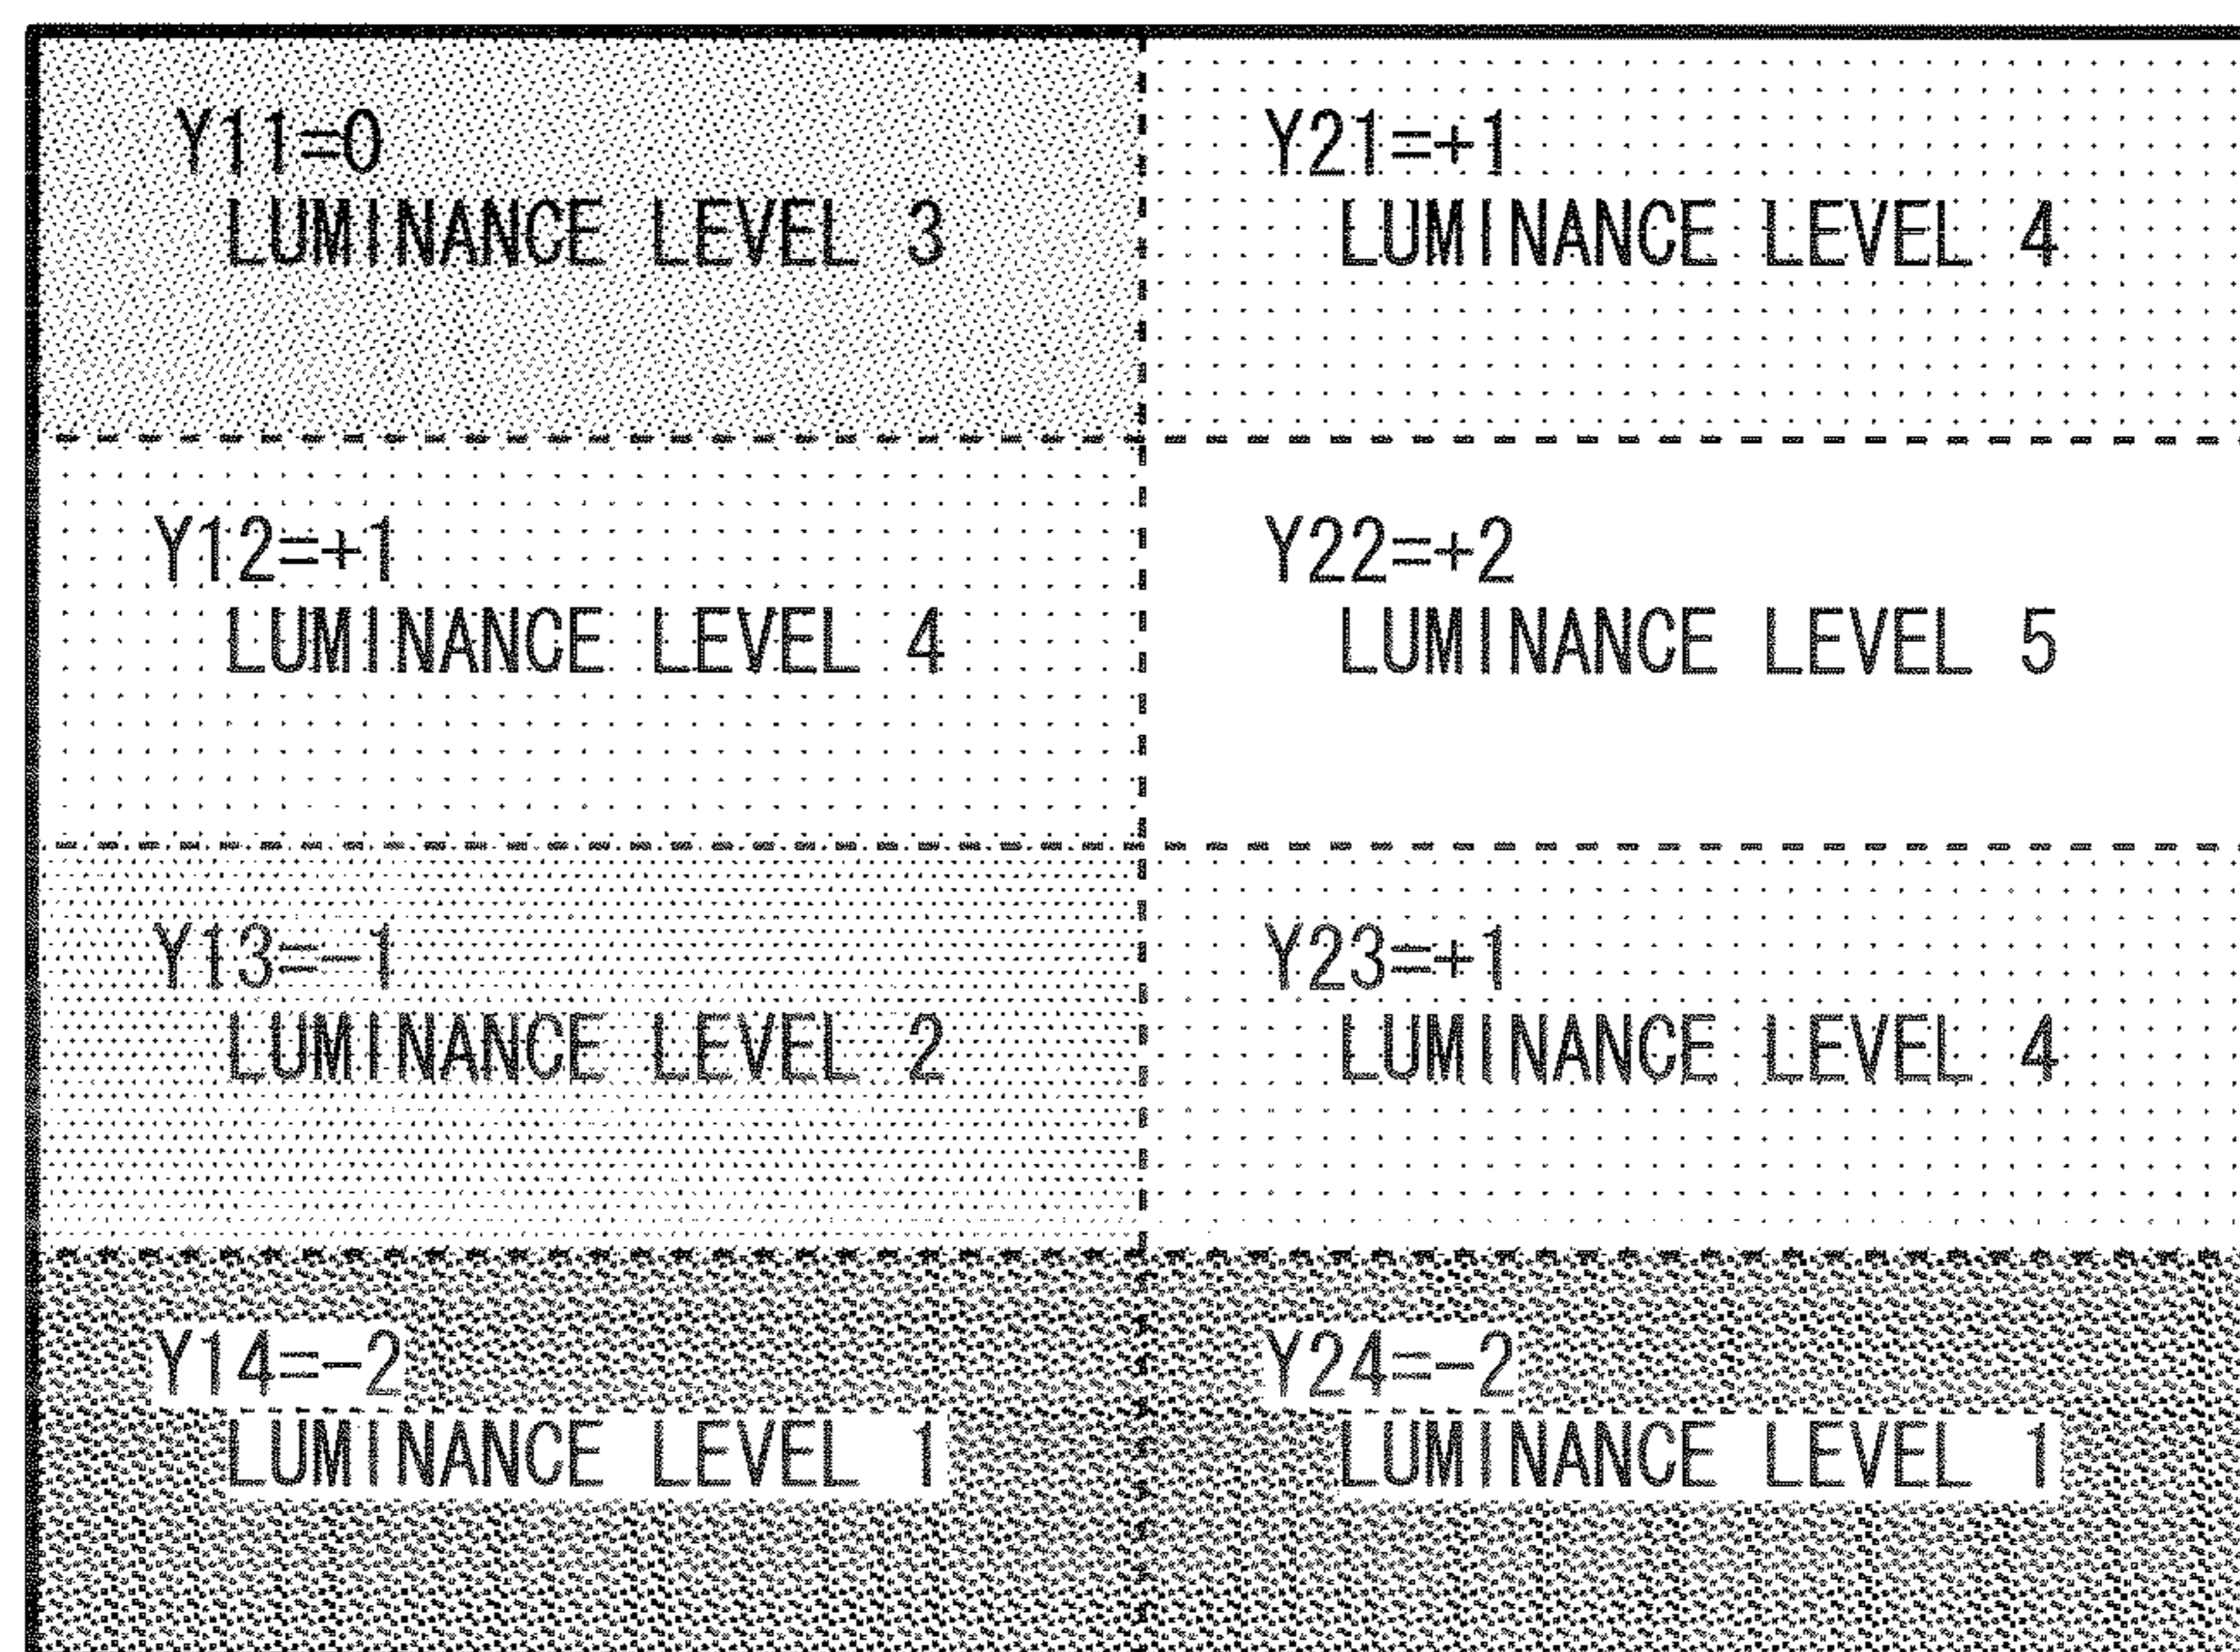 Y11=0
LUMINANCE LEVEL 3
Y21=+1
LUMINANCE LEVEL 4
Y12=+1
LUMINANCE LEVEL 4
Y22=+2
LUMINANCE LEVEL 5
Y13=-1
LUMINANCE LEVEL 2
Y23=+1
LUMINANCE LEVEL 4
Y14=-2
LUMINANCE LEVEL 1
Y24=-2
LUMINANCE LEVEL 1